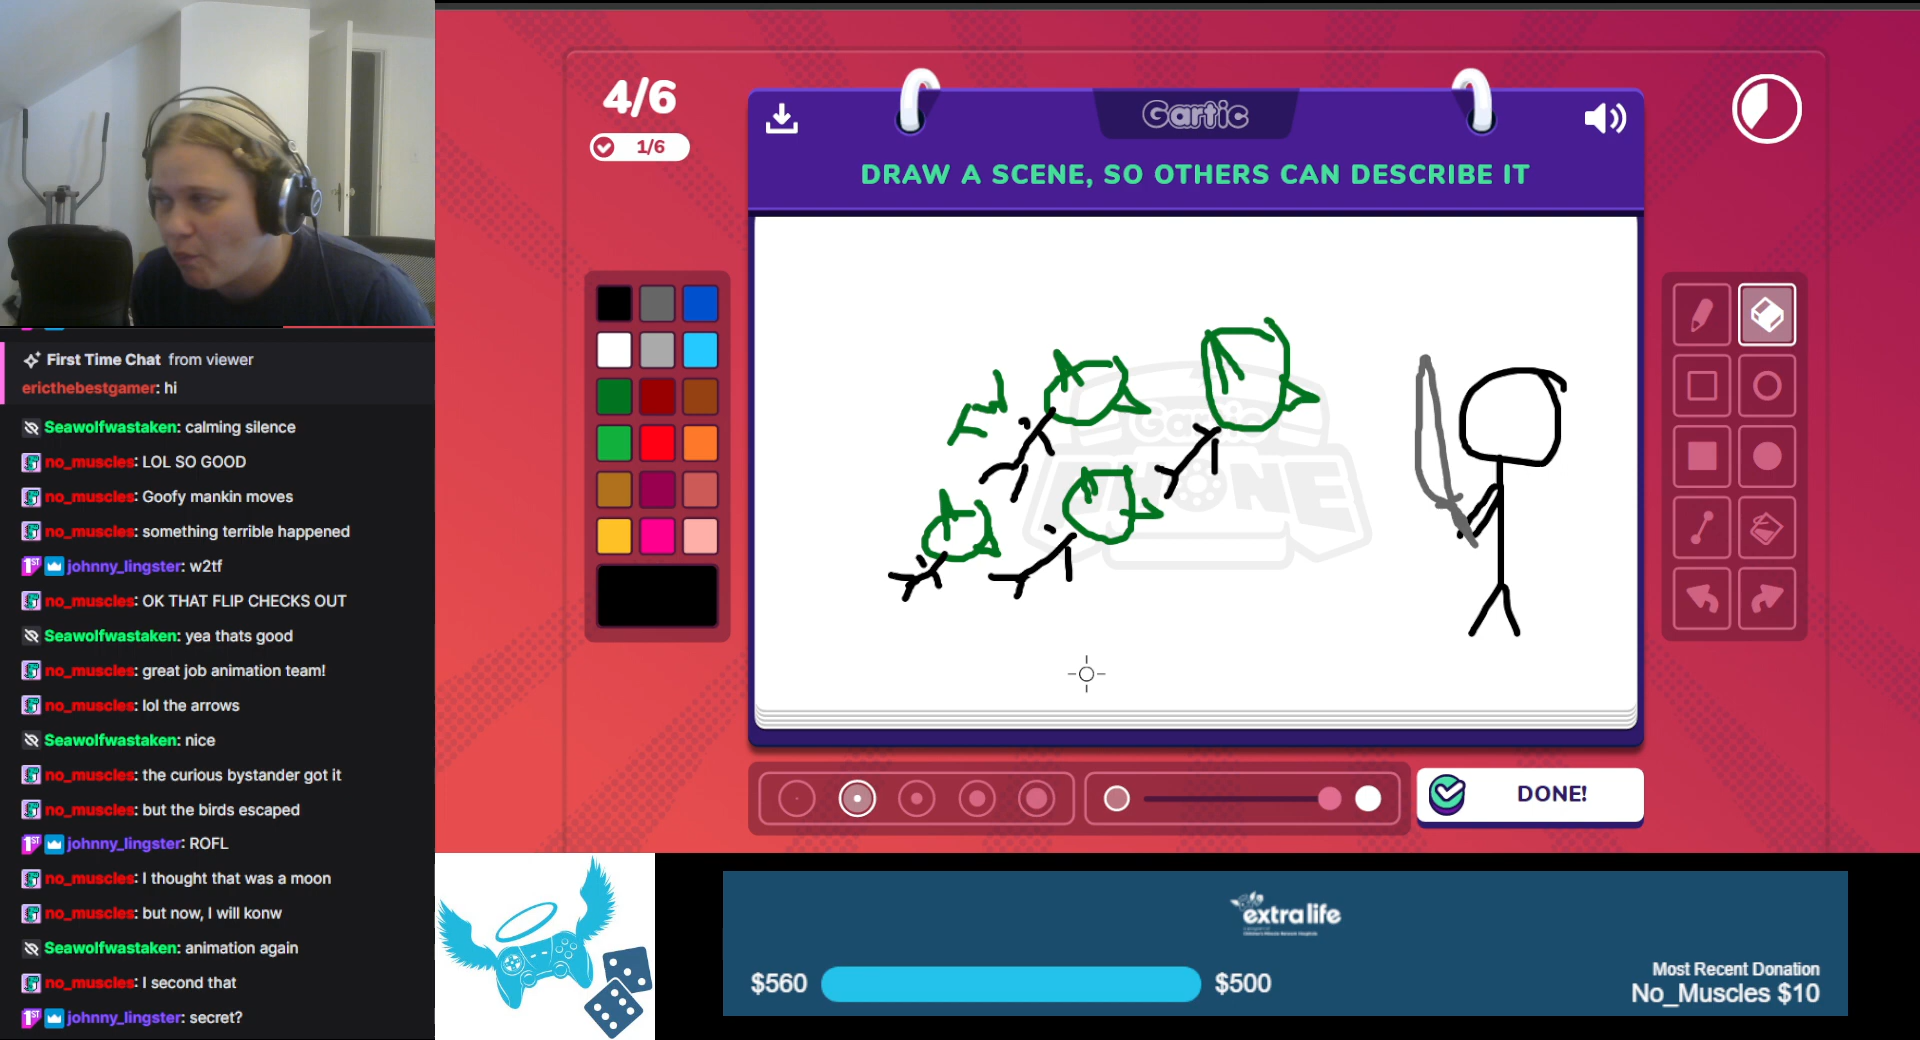 4/6
1/6
Gartic
DRAW A SCENE, SO OTHERS CAN DESCRIBE IT
Gartic
PHONE
First Time Chat from viewer
ericthebestgamer: hi
Seawolfwastaken: calming silence
no_muscles: LOL SO GOOD
no_muscles: Goofy mankin moves
no_muscles: something terrible happened
1ST johnny_lingster: w2tf
no_muscles: OK THAT FLIP CHECKS OUT
Seawolfwastaken: yea thats good
no_muscles: great job animation team!
no_muscles: lol the arrows
Seawolfwastaken: nice
no_muscles: the curious bystander got it
no_muscles: but the birds escaped
1ST johnny_lingster: ROFL
no_muscles: I thought that was a moon
no_muscles: but now, I will konw
Seawolfwastaken: animation again
no_muscles: I second that
1ST johnny_lingster: secret?
DONE!
extra life
$560
$500
Most Recent Donation
No_Muscles $10